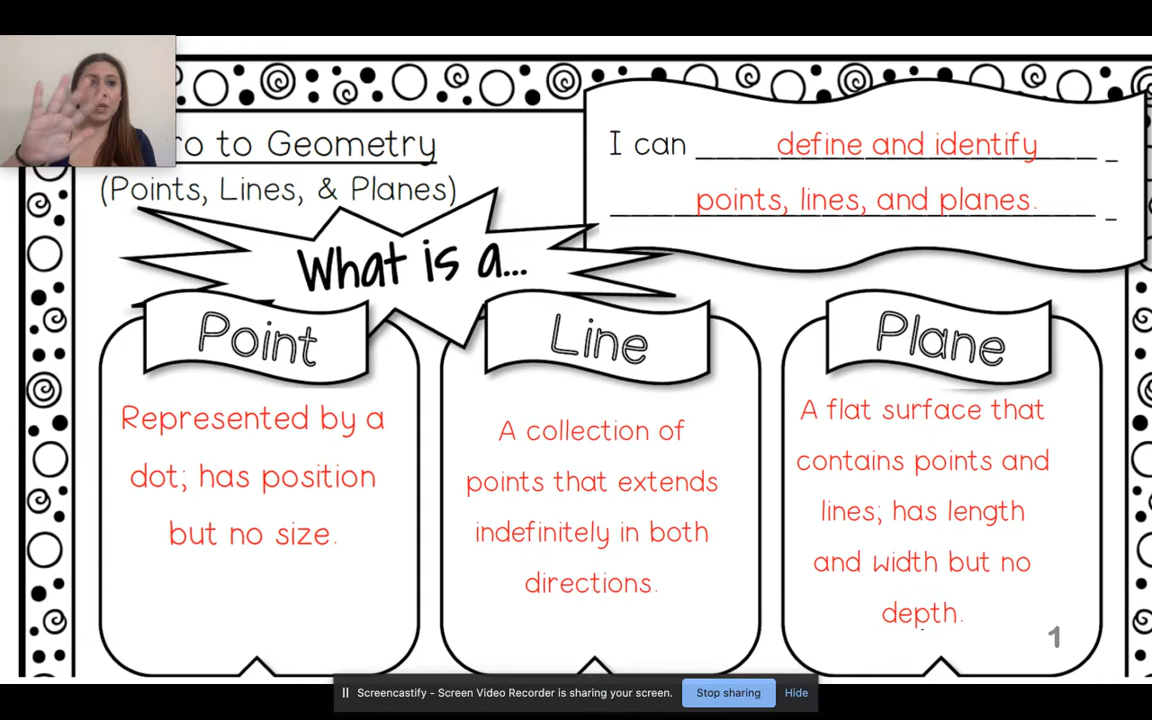 ro to Geometry
(Points, Lines, & Planes)
I can define and identify
points, lines, and planes.
What is a...
Point
Represented by a
dot; has position
but no size.
Line
A collection of
points that extends
indefinitely in both
directions.
Plane
A flat surface that
contains points and
lines; has length
and width but no
depth.
1
Screencastify - Screen Video Recorder is sharing your screen. Stop sharing Hide